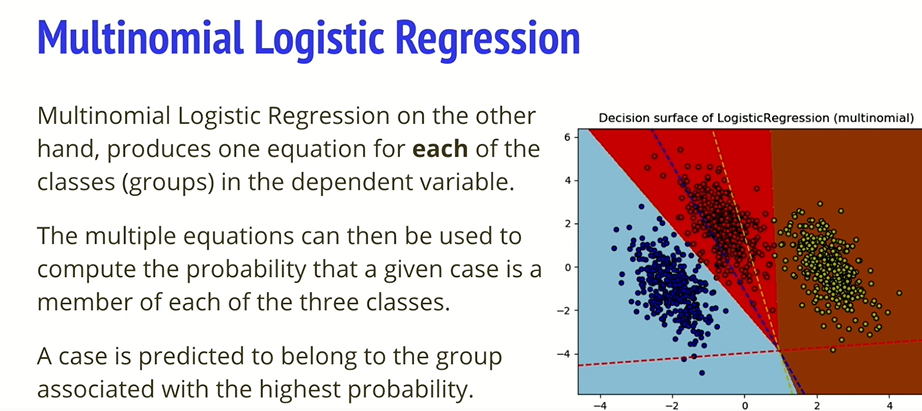 Multinomial Logistic Regression
Multinomial Logistic Regression on the other
hand, produces one equation for each of the
classes (groups) in the dependent variable.
The multiple equations can then be used to
compute the probability that a given case is a
member of each of the three classes.
A case is predicted to belong to the group
associated with the highest probability.
Decision surface of LogisticRegression (multinomial)
6
4
2
0
−2
−4
−4 −2 0 2 4